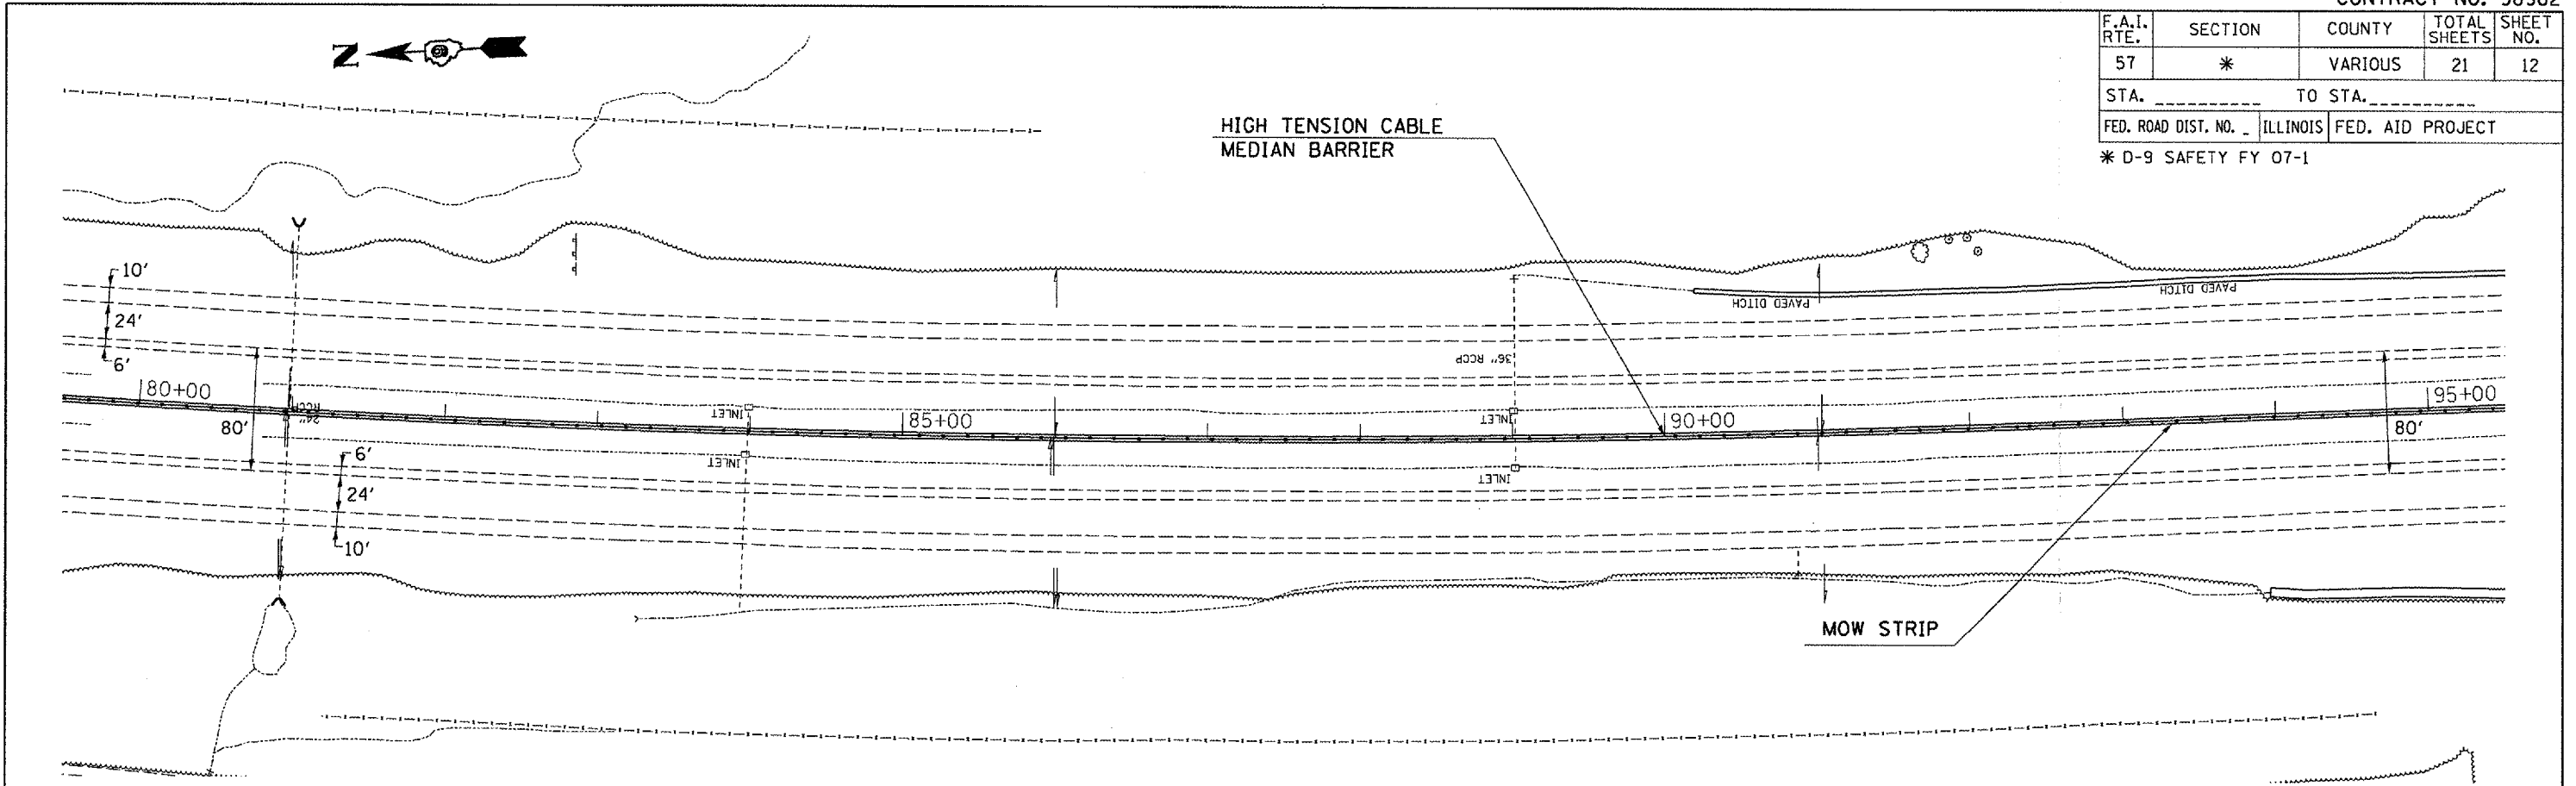 F.A.I. RTE. SECTION COUNTY TOTAL SHEETS SHEET NO.
57 * VARIOUS 21 12
STA. __________ TO STA.__________
FED. ROAD DIST. NO. _ ILLINOIS FED. AID PROJECT
* D-9 SAFETY FY 07-1
N
HIGH TENSION CABLE
MEDIAN BARRIER
10'
24'
6'
PAVED DITCH
PAVED DITCH
36" RCCP
80+00
24"
INLET
85+00
INLET
90+00
95+00
80'
80'
6'
INLET
INLET
24'
10'
MOW STRIP